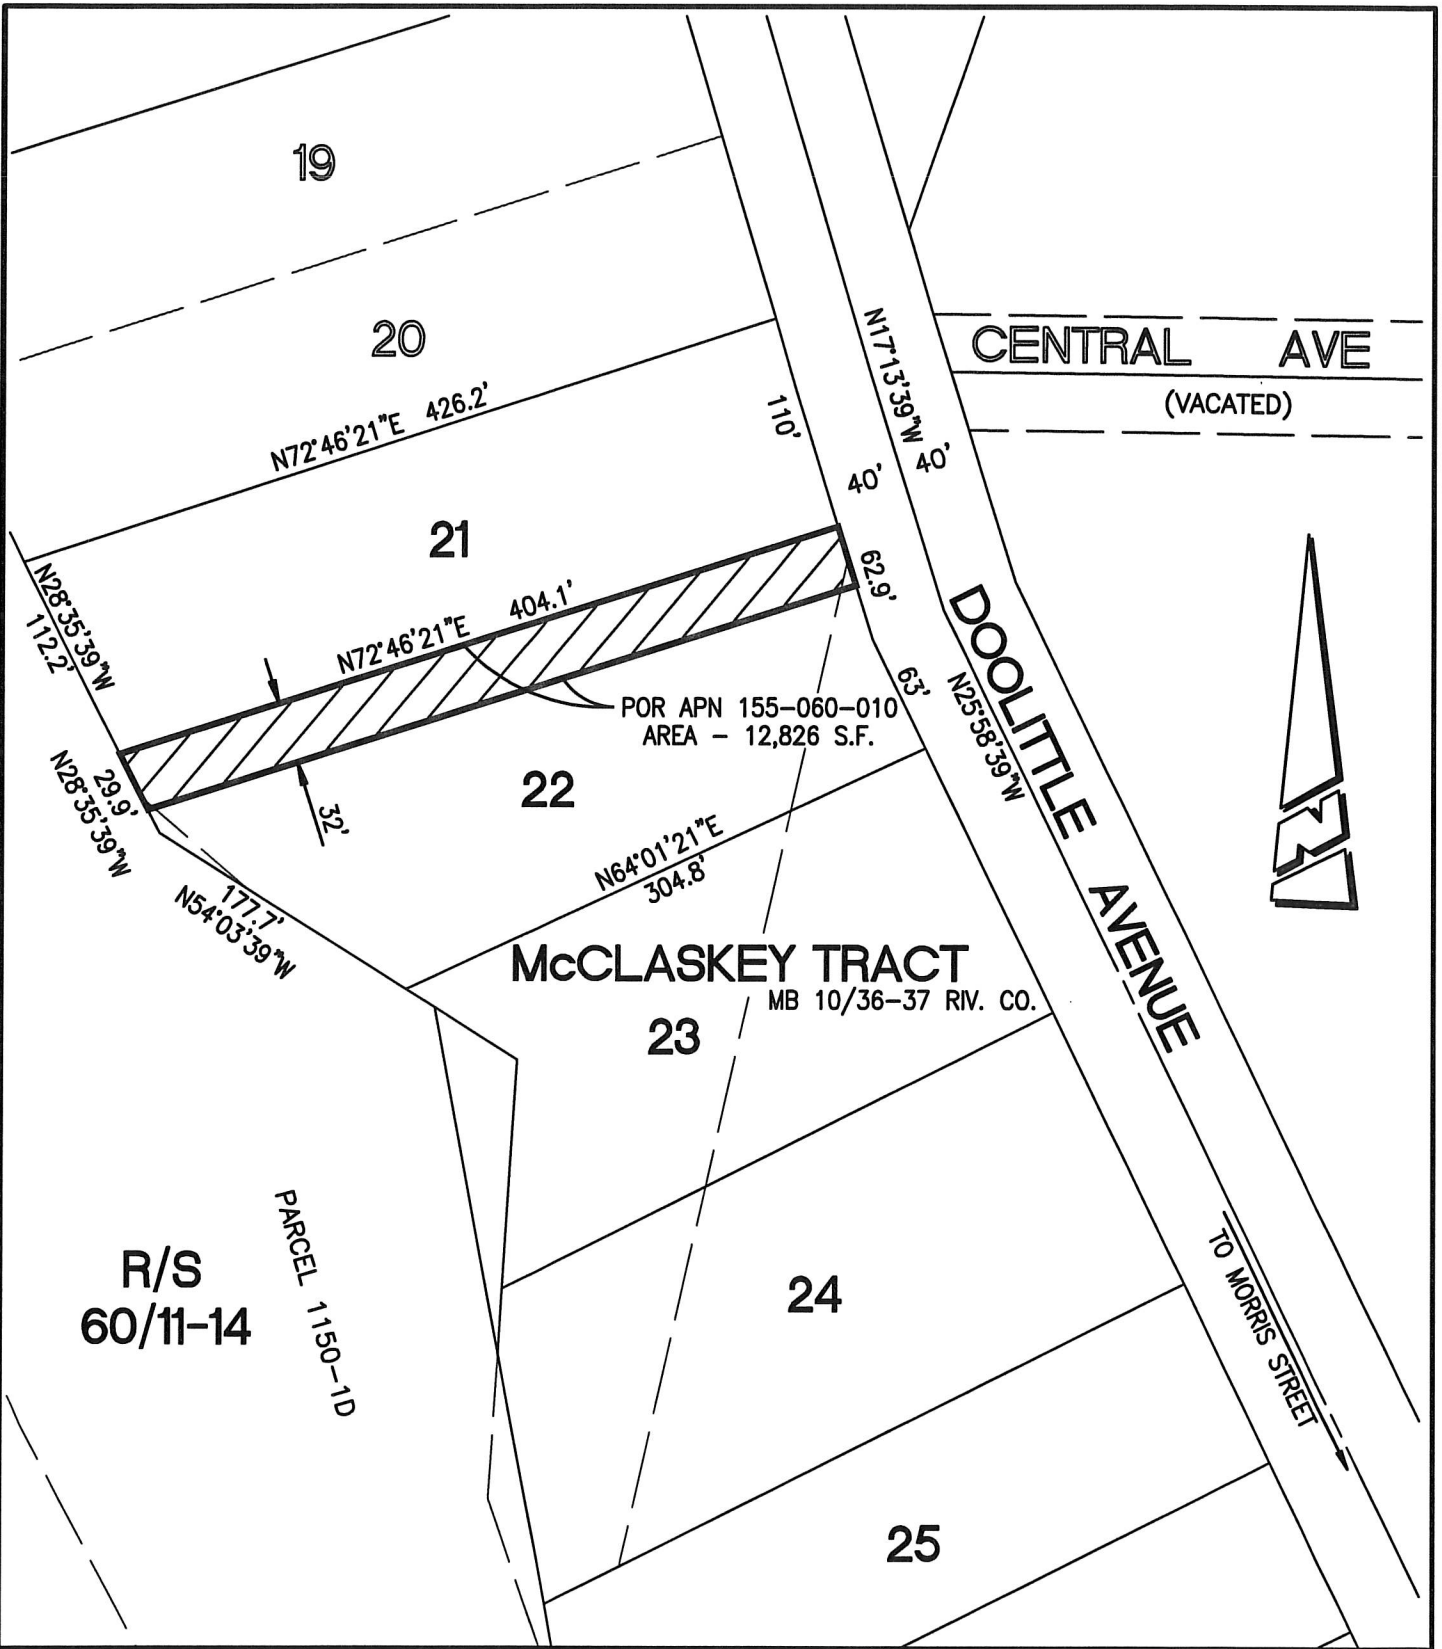 19
20
N72°46'21"E 426.2'
110'
N17°13'39"W
40'
40'
CENTRAL AVE
(VACATED)
21
N28°35'39"W
112.2'
N72°46'21"E 404.1'
62.9'
POR APN 155-060-010
AREA - 12,826 S.F.
63'
DOOLITTLE AVENUE
N25°58'39"W
29.9'
N28°35'39"W
32'
22
N64°01'21"E
304.8'
177.7'
N54°03'39"W
McCLASKEY TRACT
MB 10/36-37 RIV. CO.
23
R/S
60/11-14
PARCEL 1150-1D
24
TO MORRIS STREET
25
N